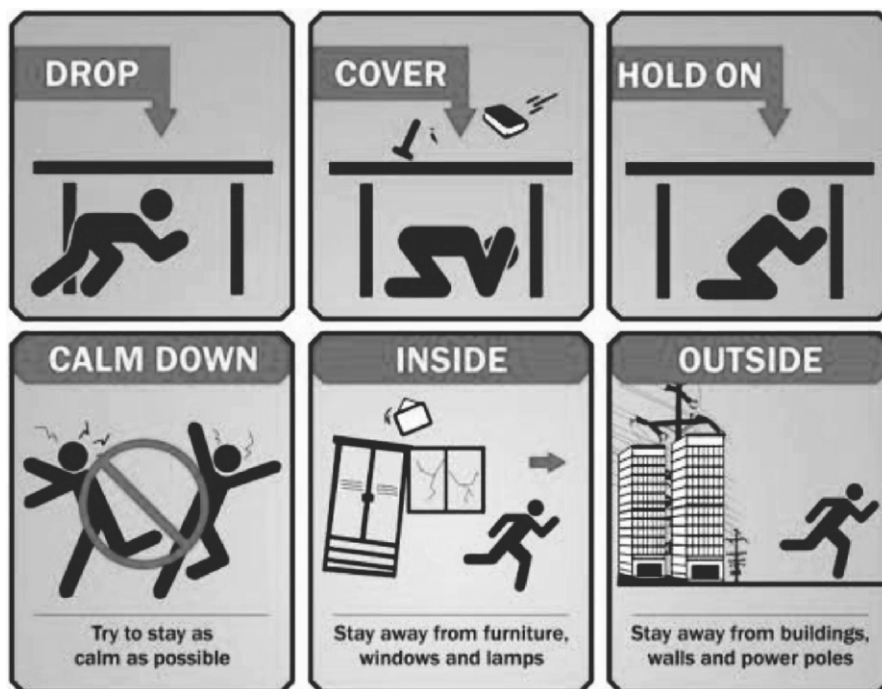 DROP
COVER
HOLD ON
CALM DOWN
INSIDE
OUTSIDE
Try to stay as
calm as possible
Stay away from furniture,
windows and lamps
Stay away from buildings,
walls and power poles